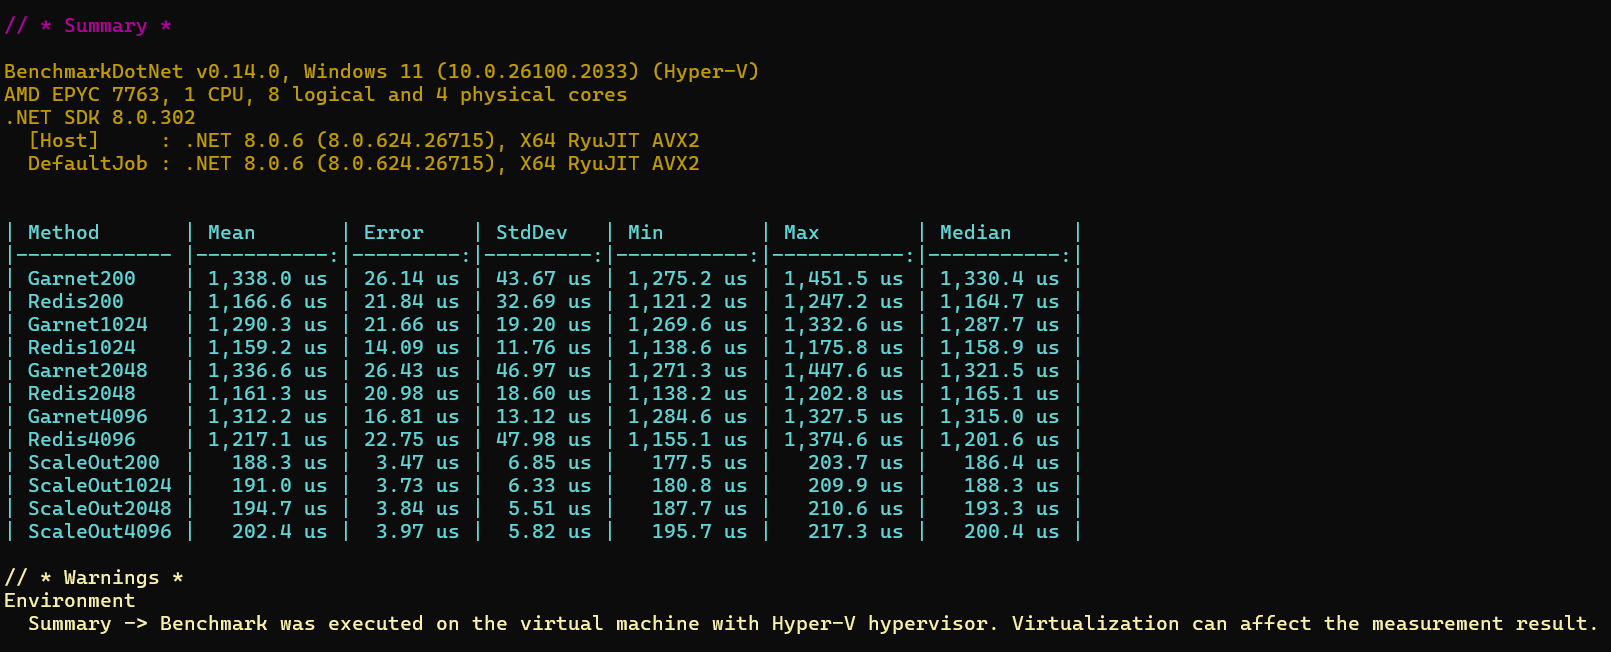 // * Summary *
BenchmarkDotNet v0.14.0, Windows 11 (10.0.26100.2033) (Hyper-V)
AMD EPYC 7763, 1 CPU, 8 logical and 4 physical cores
.NET SDK 8.0.302
  [Host]     : .NET 8.0.6 (8.0.624.26715), X64 RyuJIT AVX2
  DefaultJob : .NET 8.0.6 (8.0.624.26715), X64 RyuJIT AVX2
| Method       | Mean       | Error     | StdDev    | Min        | Max        | Median     |
|------------- |-----------:|---------:|---------:|-----------:|-----------:|-----------:|
| Garnet200    | 1,338.0 us | 26.14 us | 43.67 us | 1,275.2 us | 1,451.5 us | 1,330.4 us |
| Redis200     | 1,166.6 us | 21.84 us | 32.69 us | 1,121.2 us | 1,247.2 us | 1,164.7 us |
| Garnet1024   | 1,290.3 us | 21.66 us | 19.20 us | 1,269.6 us | 1,332.6 us | 1,287.7 us |
| Redis1024    | 1,159.2 us | 14.09 us | 11.76 us | 1,138.6 us | 1,175.8 us | 1,158.9 us |
| Garnet2048   | 1,336.6 us | 26.43 us | 46.97 us | 1,271.3 us | 1,447.6 us | 1,321.5 us |
| Redis2048    | 1,161.3 us | 20.98 us | 18.60 us | 1,138.2 us | 1,202.8 us | 1,165.1 us |
| Garnet4096   | 1,312.2 us | 16.81 us | 13.12 us | 1,284.6 us | 1,327.5 us | 1,315.0 us |
| Redis4096    | 1,217.1 us | 22.75 us | 47.98 us | 1,155.1 us | 1,374.6 us | 1,201.6 us |
| ScaleOut200  |   188.3 us |  3.47 us |  6.85 us |   177.5 us |   203.7 us |   186.4 us |
| ScaleOut1024 |   191.0 us |  3.73 us |  6.33 us |   180.8 us |   209.9 us |   188.3 us |
| ScaleOut2048 |   194.7 us |  3.84 us |  5.51 us |   187.7 us |   210.6 us |   193.3 us |
| ScaleOut4096 |   202.4 us |  3.97 us |  5.82 us |   195.7 us |   217.3 us |   200.4 us |
// * Warnings *
Environment
  Summary -> Benchmark was executed on the virtual machine with Hyper-V hypervisor. Virtualization can affect the measurement result.